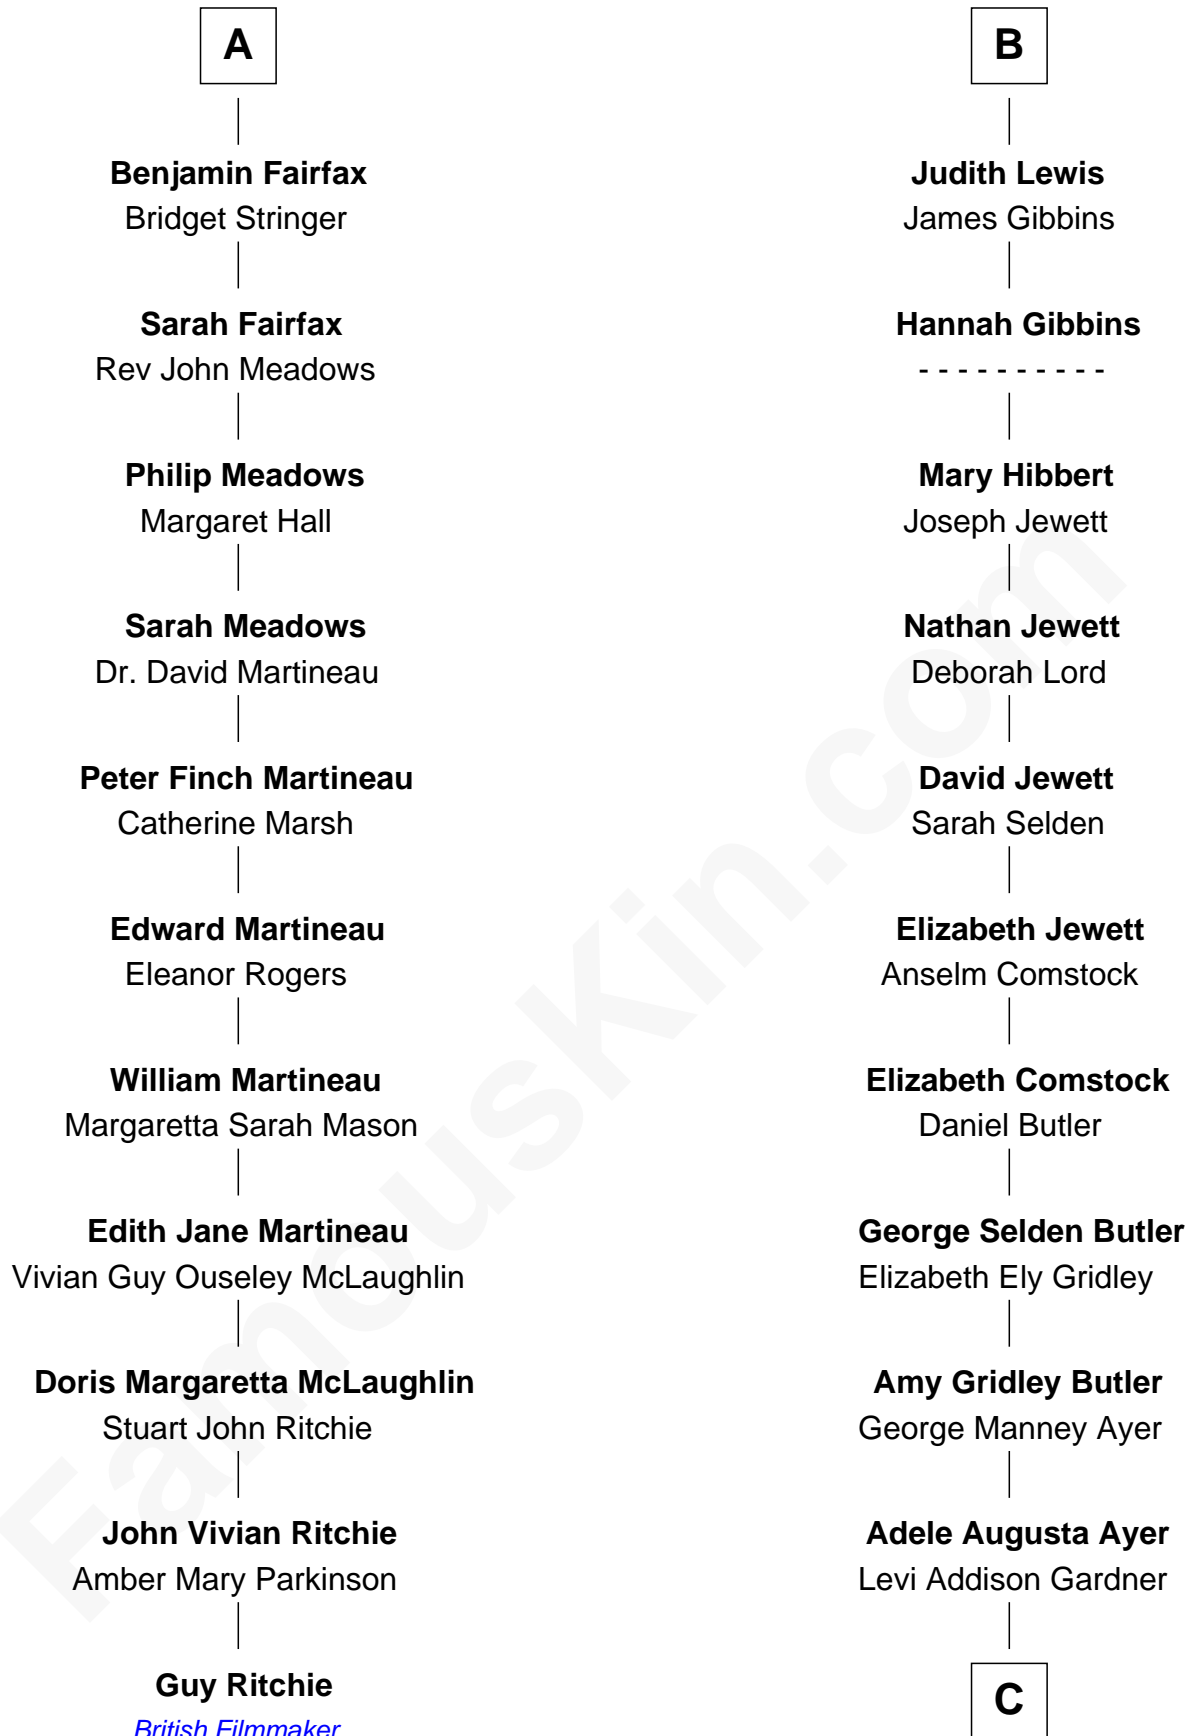 A
Benjamin Fairfax
Bridget Stringer
Sarah Fairfax
Rev John Meadows
Philip Meadows
Margaret Hall
Sarah Meadows
Dr. David Martineau
Peter Finch Martineau
Catherine Marsh
Edward Martineau
Eleanor Rogers
William Martineau
Margaretta Sarah Mason
Edith Jane Martineau
Vivian Guy Ouseley McLaughlin
Doris Margaretta McLaughlin
Stuart John Ritchie
John Vivian Ritchie
Amber Mary Parkinson
Guy Ritchie
British Filmmaker
B
Judith Lewis
James Gibbins
Hannah Gibbins
- - - - - - - - - -
Mary Hibbert
Joseph Jewett
Nathan Jewett
Deborah Lord
David Jewett
Sarah Selden
Elizabeth Jewett
Anselm Comstock
Elizabeth Comstock
Daniel Butler
George Selden Butler
Elizabeth Ely Gridley
Amy Gridley Butler
George Manney Ayer
Adele Augusta Ayer
Levi Addison Gardner
C
FamousKin.com